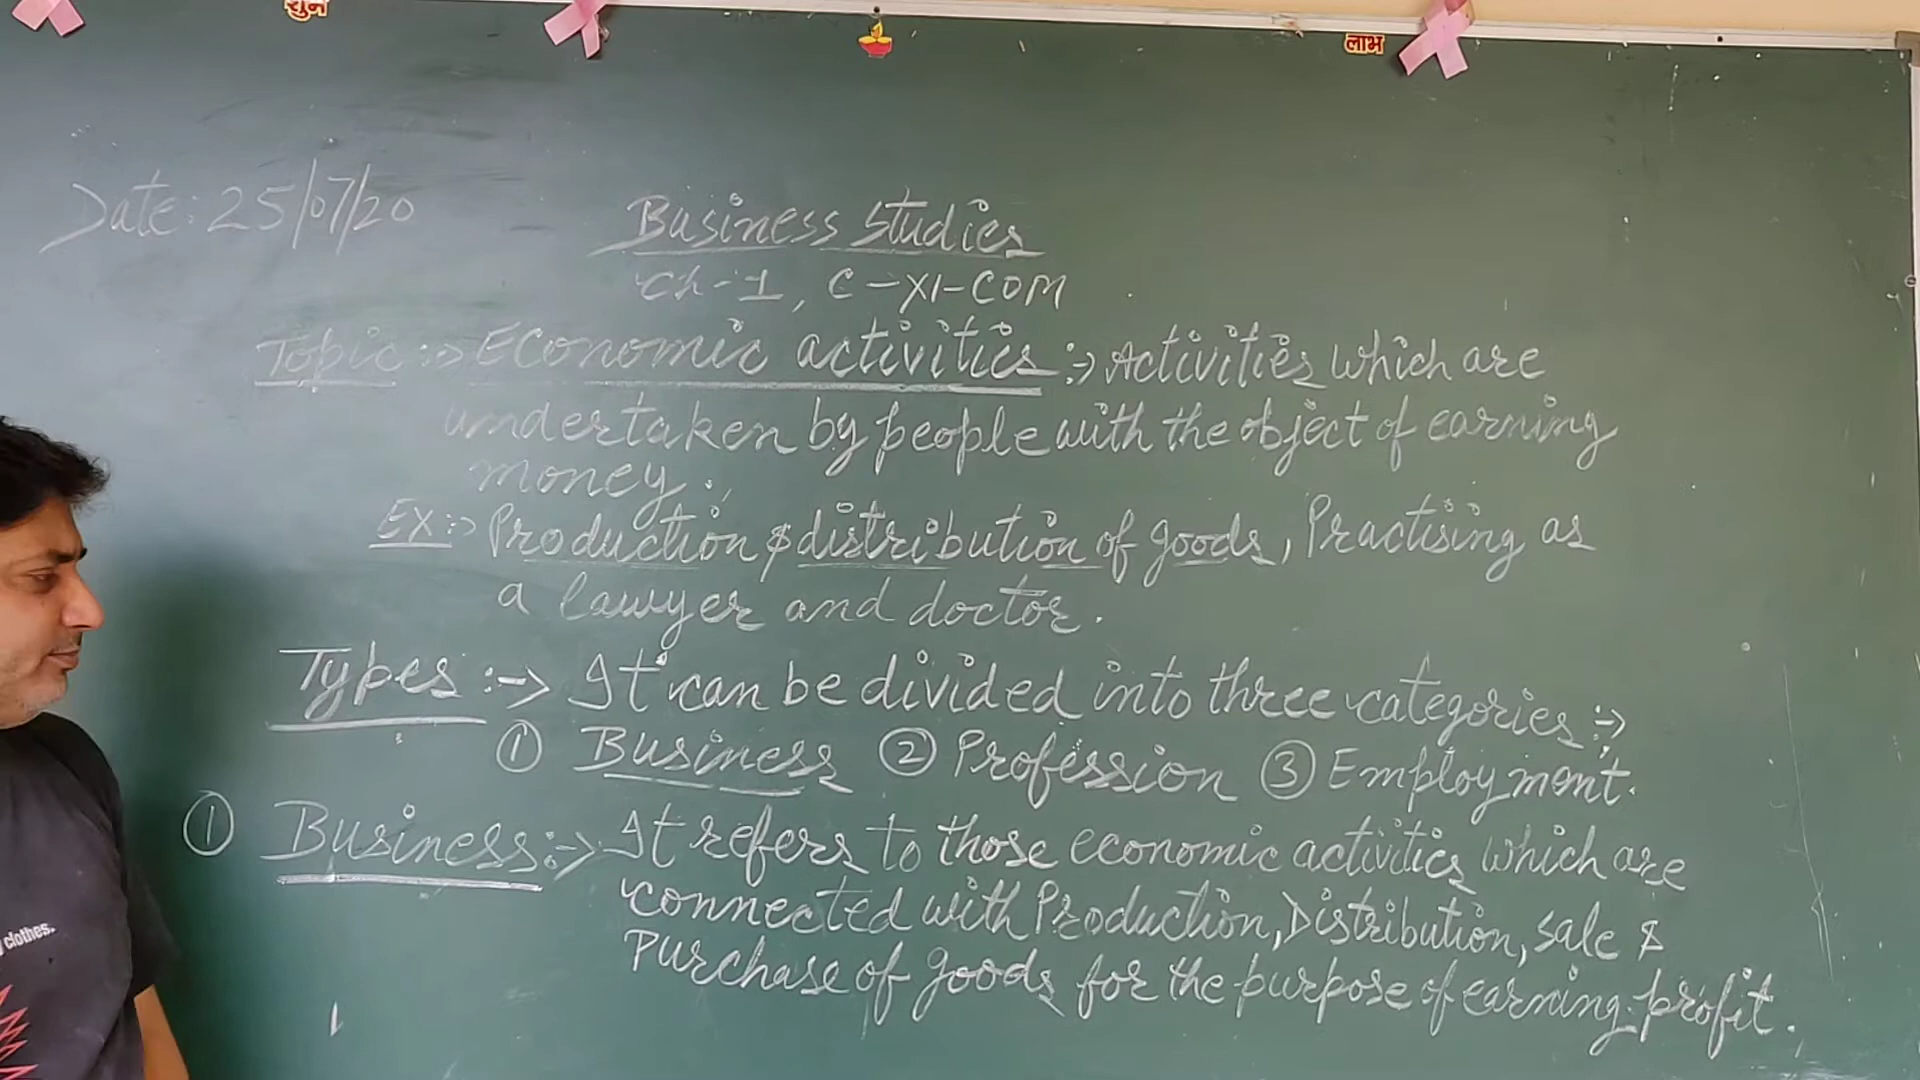 शुभ
लाभ
Date: 25/07/20
Business Studies
Ch-1, C-XI-COM
Topic :-> Economic activities :-> Activities which are
undertaken by people with the object of earning
money.
EX:-> Production & distribution of goods, Practising as
a lawyer and doctor.
Types :-> It can be divided into three categories :->
① Business ② Profession ③ Employment.
① Business :-> It refers to those economic activities which are
connected with Production, Distribution, Sale &
Purchase of goods for the purpose of earning profit.
clothes.